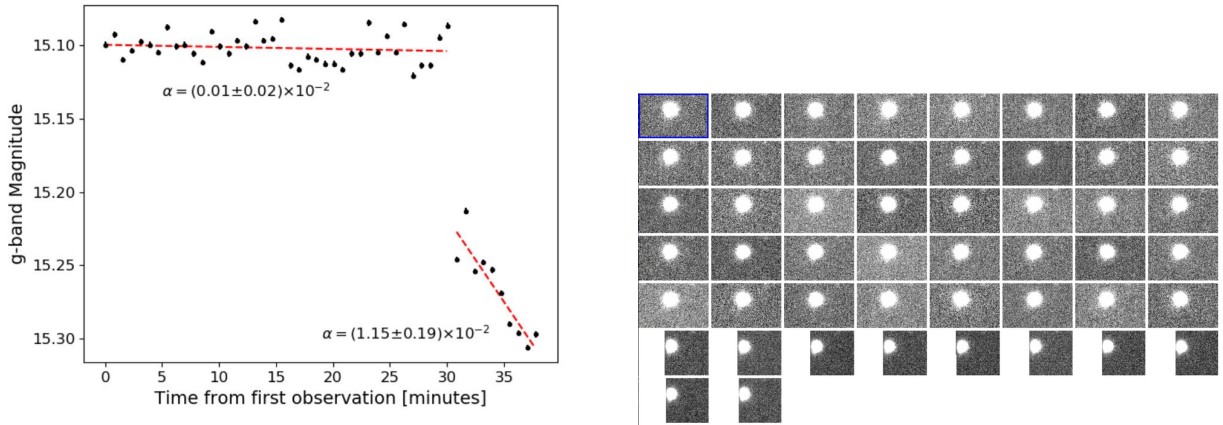 15.10
15.15
15.20
15.25
15.30
g-band Magnitude
α = (0.01±0.02)×10⁻²
α = (1.15±0.19)×10⁻²
0 5 10 15 20 25 30 35
Time from first observation [minutes]